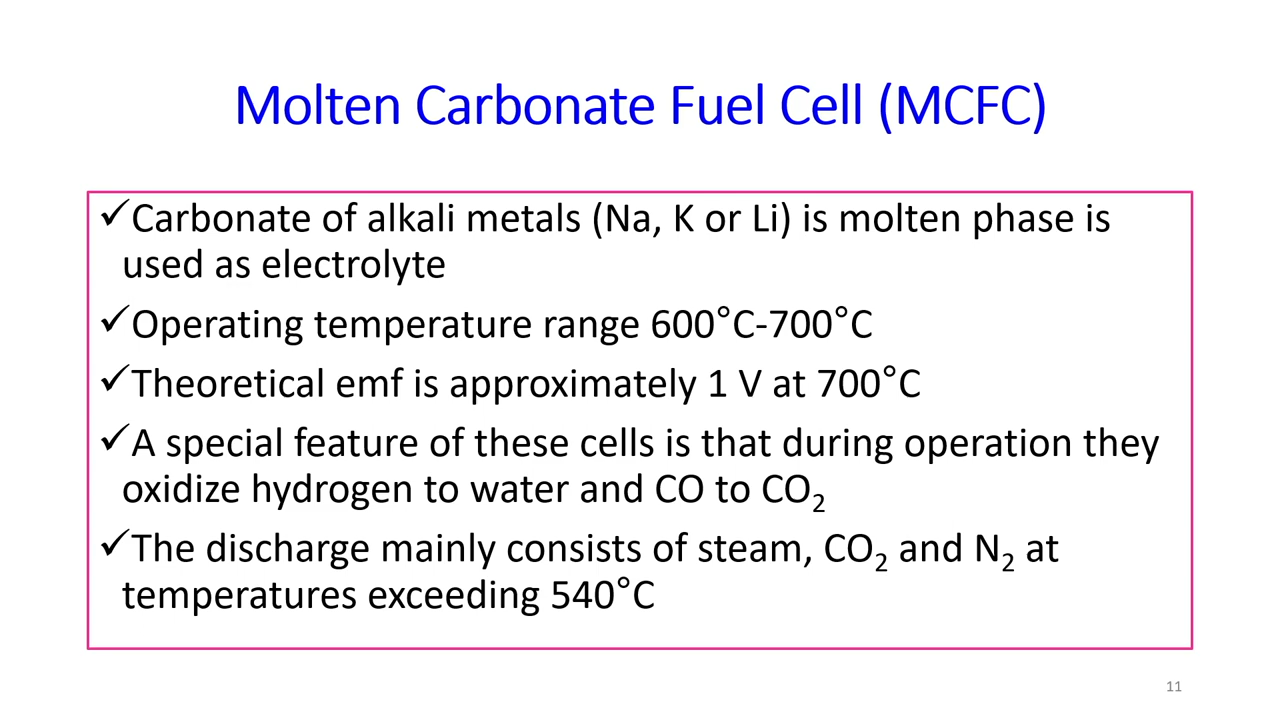 Molten Carbonate Fuel Cell (MCFC)
✓Carbonate of alkali metals (Na, K or Li) is molten phase is
used as electrolyte
✓Operating temperature range 600°C-700°C
✓Theoretical emf is approximately 1 V at 700°C
✓A special feature of these cells is that during operation they
oxidize hydrogen to water and CO to CO₂
✓The discharge mainly consists of steam, CO₂ and N₂ at
temperatures exceeding 540°C
11